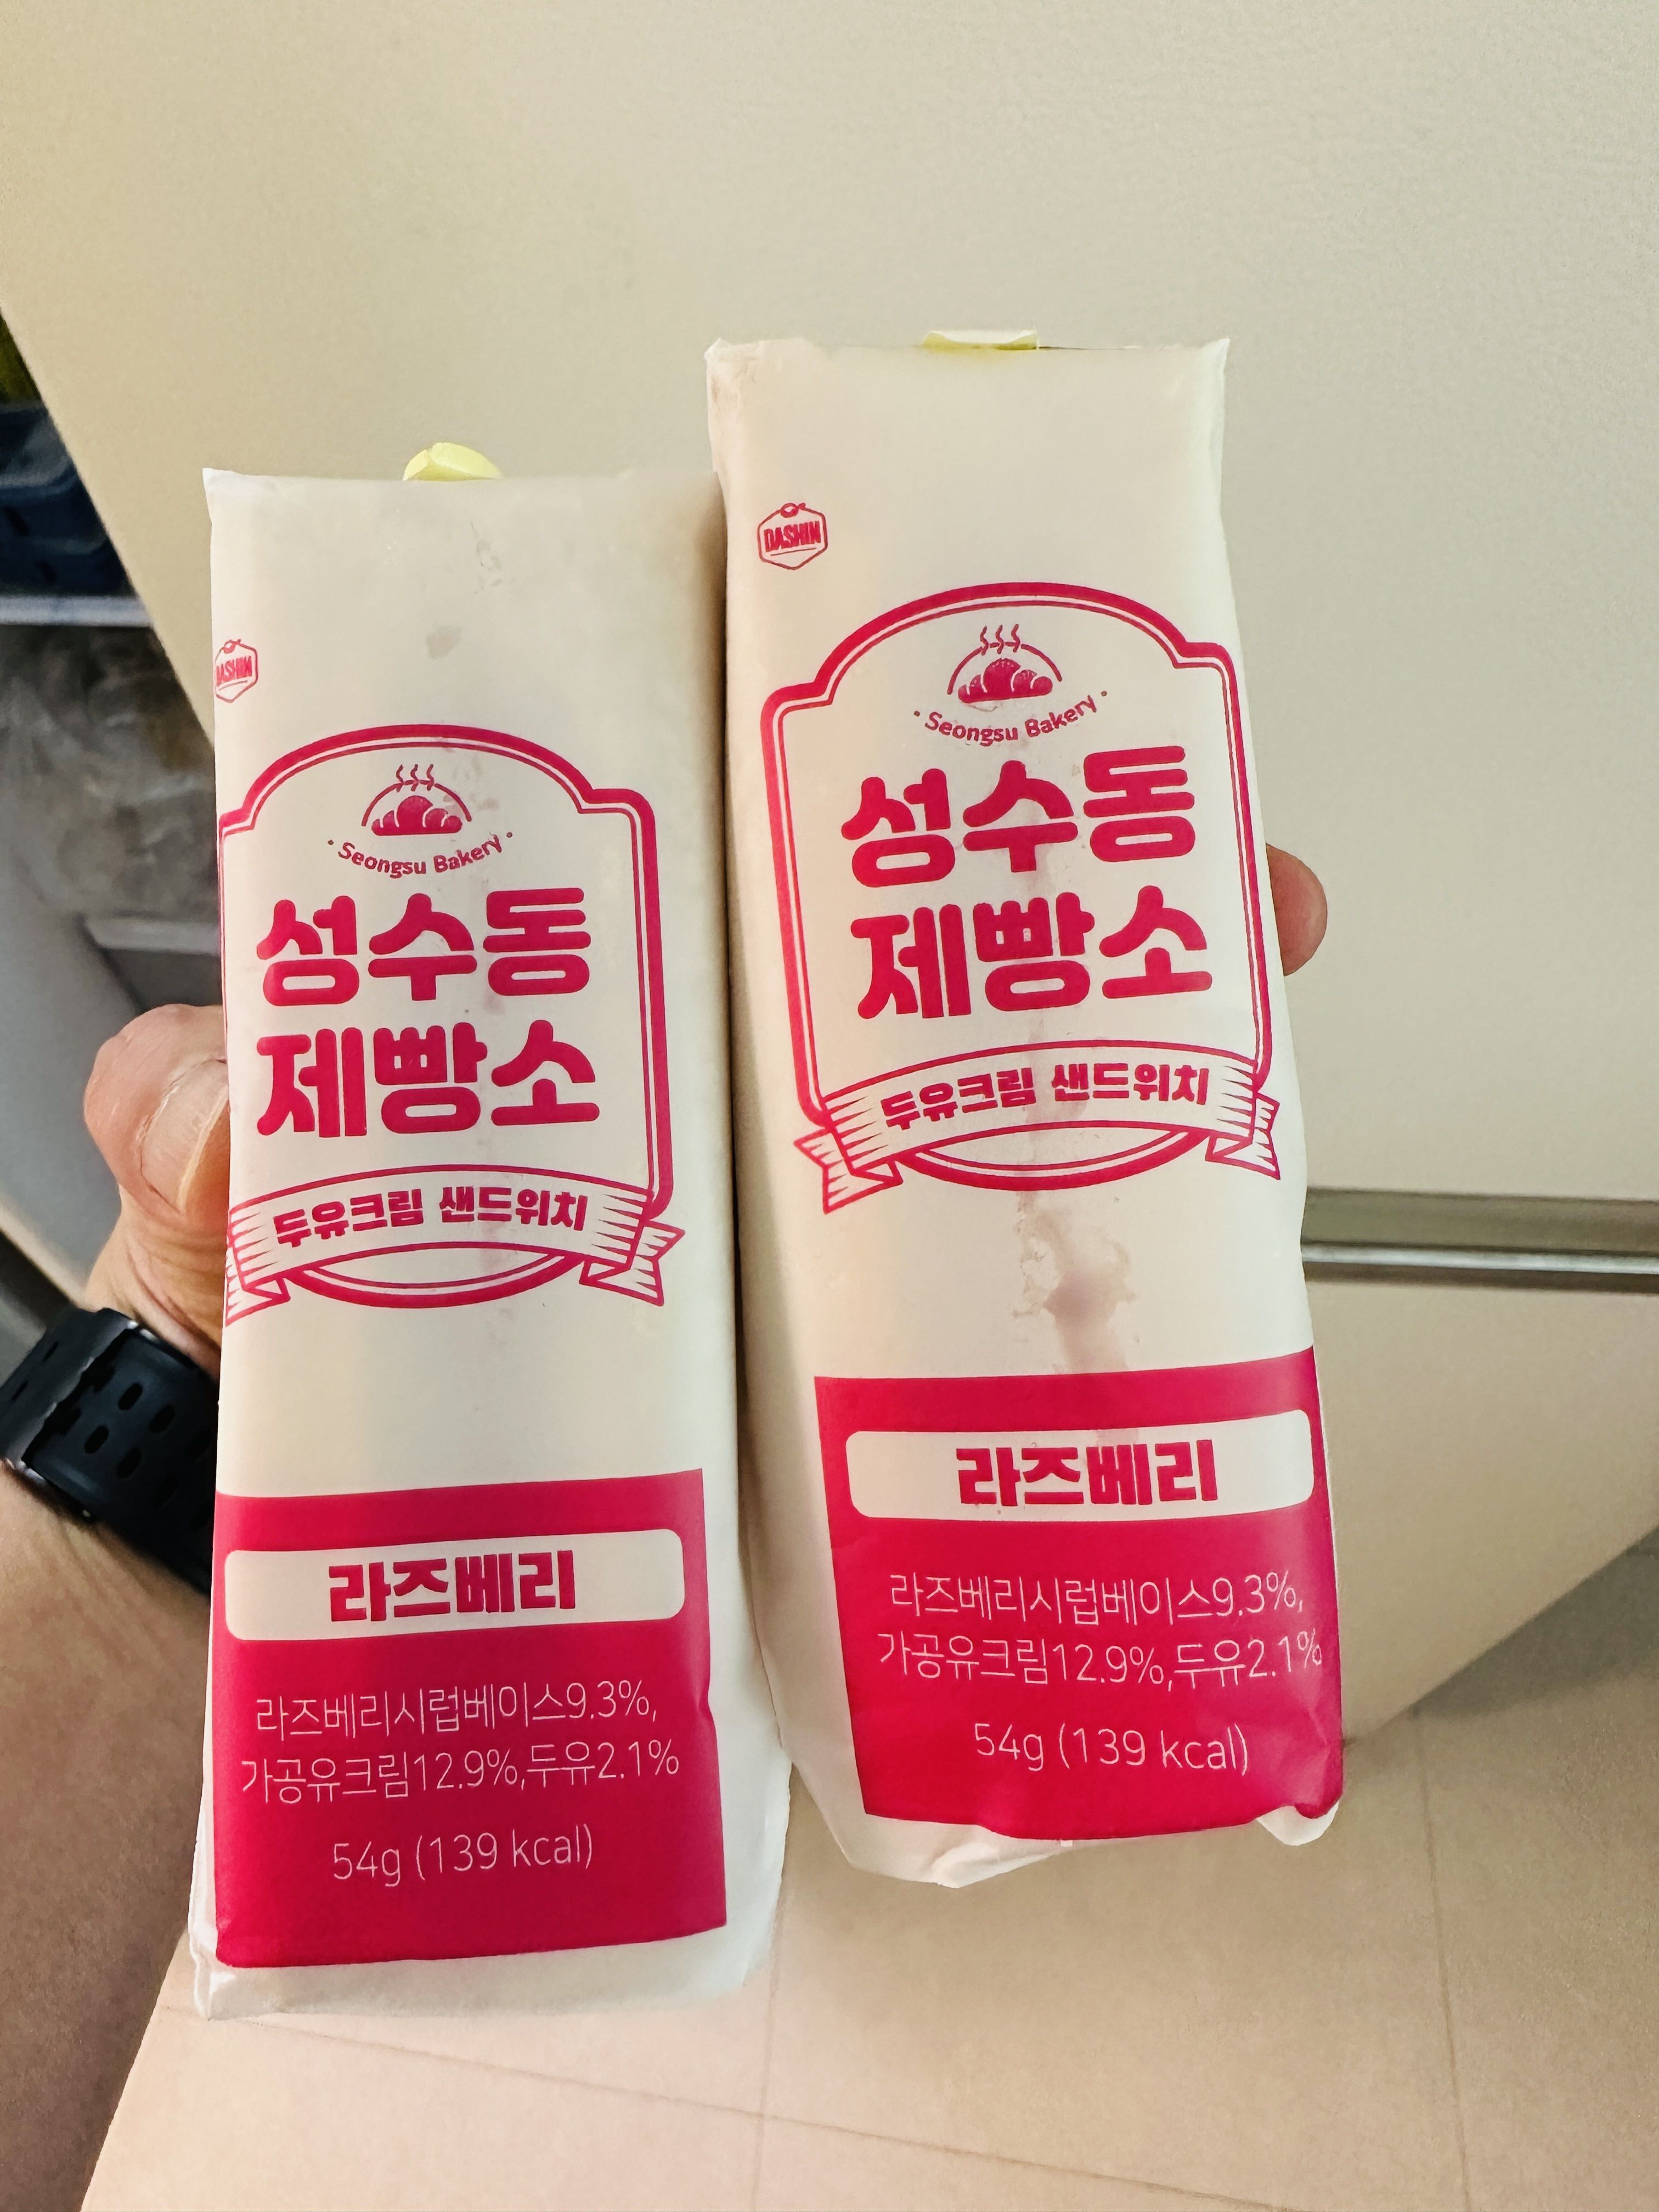 DASHIN
· Seongsu Bakery ·
성수동
제빵소
두유크림 샌드위치
라즈베리
라즈베리시럽베이스9.3%,
가공유크림12.9%,두유2.1%
54g (139 kcal)
DASHIN
· Seongsu Bakery ·
성수동
제빵소
두유크림 샌드위치
라즈베리
라즈베리시럽베이스9.3%,
가공유크림12.9%,두유2.1%
54g (139 kcal)